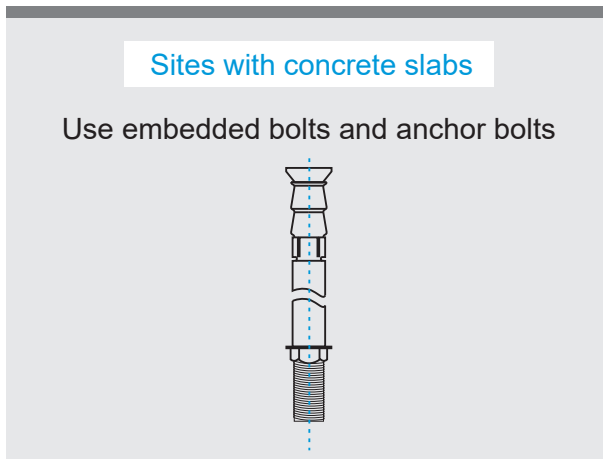 Sites with concrete slabs
Use embedded bolts and anchor bolts